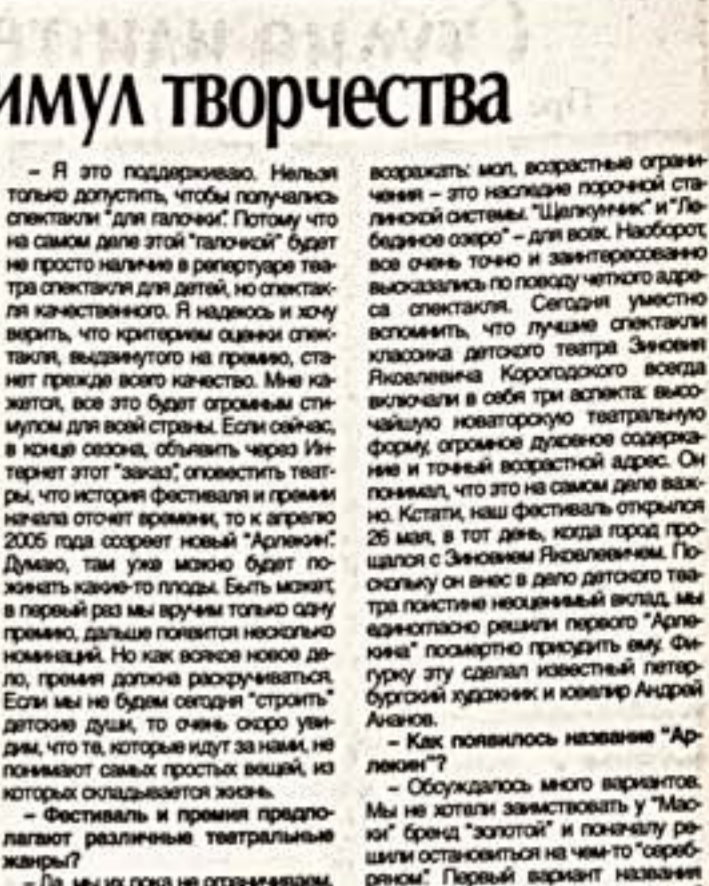 имул творчества
– Я это поддерживаю. Нельзя
только допустить, чтобы получались
спектакли "для галочки". Потому что
на самом деле этой "галочкой" будет
не просто наличие в репертуаре теа-
тра спектакля для детей, но спектак-
ля качественного. Я надеюсь и хочу
верить, что критерием оценки спек-
такля, выдвинутого на премию, ста-
нет прежде всего качество. Мне ка-
жется, все это будет огромным сти-
мулом для всей страны. Если сейчас,
в конце сезона, объявить через Ин-
тернет этот "заказ", оповестить теат-
ры, что история фестиваля и премии
начала отсчет времени, то к апрелю
2005 года созреет новый "Арлекин".
Думаю, там уже можно будет по-
жинать какие-то плоды. Быть может,
в первый раз мы вручим только одну
премию, дальше появится несколько
номинаций. Но как всякое новое де-
ло, премия должна раскручиваться.
Если мы не будем сегодня "строить"
детские души, то очень скоро уви-
дим, что те, которые идут за нами, не
понимают самых простых вещей, из
которых складывается жизнь.
– Фестиваль и премия предпо-
лагают различные театральные
жанры?
– Да, мы их пока не ограничиваем.
возражать: мол, возрастные ограни-
чения – это наследие порочной ста-
линской системы. "Щелкунчик" и "Ле-
бединое озеро" – для всех. Наоборот,
все очень точно и заинтересованно
высказались по поводу четкого адре-
са спектакля. Сегодня уместно
вспомнить, что лучшие спектакли
классика детского театра Зиновия
Яковлевича Корогодского всегда
включали в себя три аспекта: высо-
чайшую новаторскую театральную
форму, огромное духовное содержа-
ние и точный возрастной адрес. Он
понимал, что это на самом деле важ-
но. Кстати, наш фестиваль открылся
26 мая, в тот день, когда город про-
щался с Зиновием Яковлевичем. По-
скольку он внес в дело детского теа-
тра поистине неоценимый вклад, мы
единогласно решили первого "Арле-
кина" посмертно присудить ему. Фи-
гурку эту сделал известный петер-
бургский художник и ювелир Андрей
Ананов.
– Как появилось название "Ар-
лекин"?
– Обсуждалось много вариантов.
Мы не хотели заимствовать у "Мас-
ки" бренд "золотой" и поначалу ре-
шили остановиться на чем-то "сереб-
ряном". Первый вариант названия